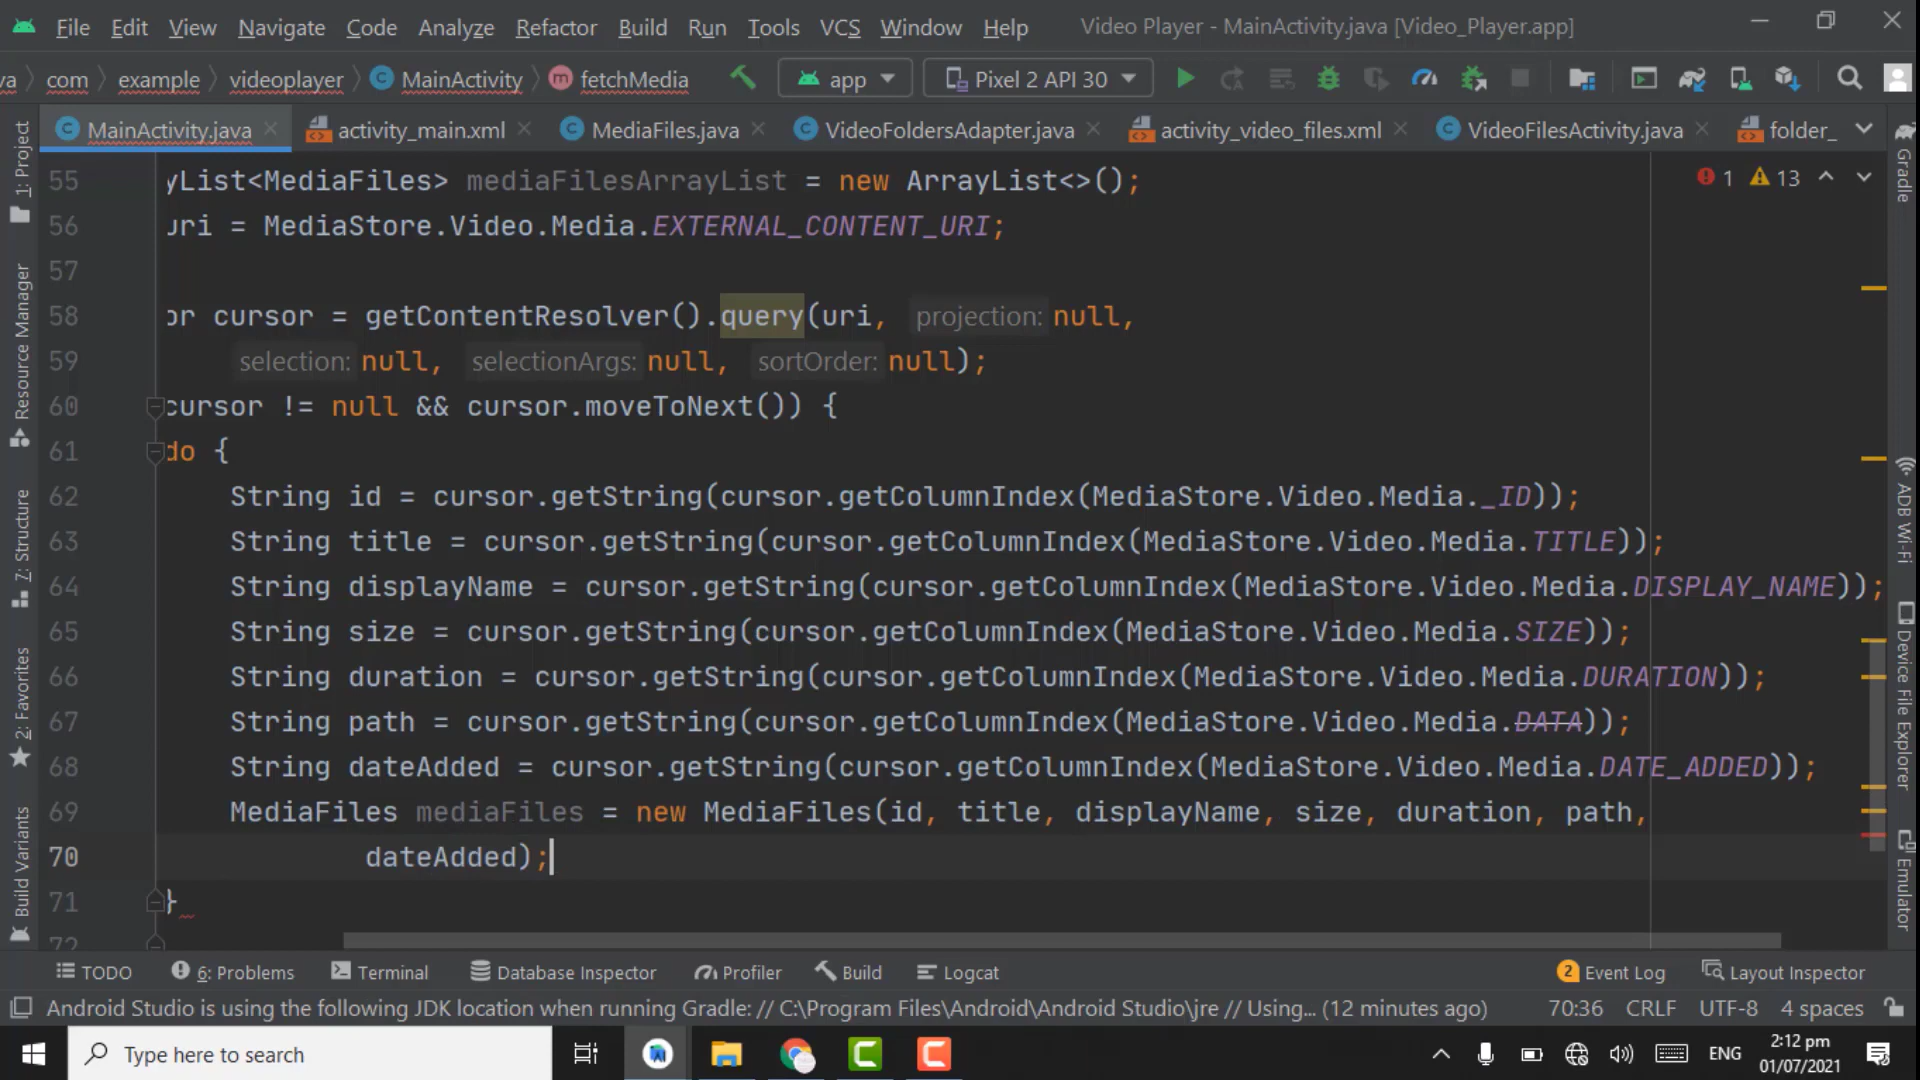 File Edit View Navigate Code Analyze Refactor Build Run Tools VCS Window Help Video Player - MainActivity.java [Video_Player.app]
va com example videoplayer MainActivity fetchMedia app Pixel 2 API 30
MainActivity.java activity_main.xml MediaFiles.java VideoFoldersAdapter.java activity_video_files.xml VideoFilesActivity.java folder_
1: Project
Resource Manager
Z: Structure
2: Favorites
Build Variants
1 13
55 yList<MediaFiles> mediaFilesArrayList = new ArrayList<>();
56 uri = MediaStore.Video.Media.EXTERNAL_CONTENT_URI;
57
58 or cursor = getContentResolver().query(uri, projection: null,
59 selection: null, selectionArgs: null, sortOrder: null);
60 cursor != null && cursor.moveToNext()) {
61 do {
62 String id = cursor.getString(cursor.getColumnIndex(MediaStore.Video.Media._ID));
63 String title = cursor.getString(cursor.getColumnIndex(MediaStore.Video.Media.TITLE));
64 String displayName = cursor.getString(cursor.getColumnIndex(MediaStore.Video.Media.DISPLAY_NAME));
65 String size = cursor.getString(cursor.getColumnIndex(MediaStore.Video.Media.SIZE));
66 String duration = cursor.getString(cursor.getColumnIndex(MediaStore.Video.Media.DURATION));
67 String path = cursor.getString(cursor.getColumnIndex(MediaStore.Video.Media.DATA));
68 String dateAdded = cursor.getString(cursor.getColumnIndex(MediaStore.Video.Media.DATE_ADDED));
69 MediaFiles mediaFiles = new MediaFiles(id, title, displayName, size, duration, path,
70 dateAdded);
71 }
72
Gradle
ADB Wi-Fi
Device File Explorer
Emulator
TODO 6: Problems Terminal Database Inspector Profiler Build Logcat 2 Event Log Layout Inspector
Android Studio is using the following JDK location when running Gradle: // C:\Program Files\Android\Android Studio\jre // Using... (12 minutes ago) 70:36 CRLF UTF-8 4 spaces
Type here to search ENG 2:12 pm
01/07/2021